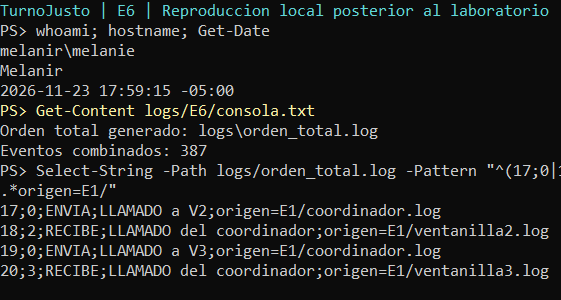 TurnoJusto | E6 | Reproduccion local posterior al laboratorio
PS> whoami; hostname; Get-Date
melanir\melanie
Melanir
2026-11-23 17:59:15 -05:00
PS> Get-Content logs/E6/consola.txt
Orden total generado: logs\orden_total.log
Eventos combinados: 387
PS> Select-String -Path logs/orden_total.log -Pattern "^(17;0|
.*origen=E1/"
17;0;ENVIA;LLAMADO a V2;origen=E1/coordinador.log
18;2;RECIBE;LLAMADO del coordinador;origen=E1/ventanilla2.log
19;0;ENVIA;LLAMADO a V3;origen=E1/coordinador.log
20;3;RECIBE;LLAMADO del coordinador;origen=E1/ventanilla3.log